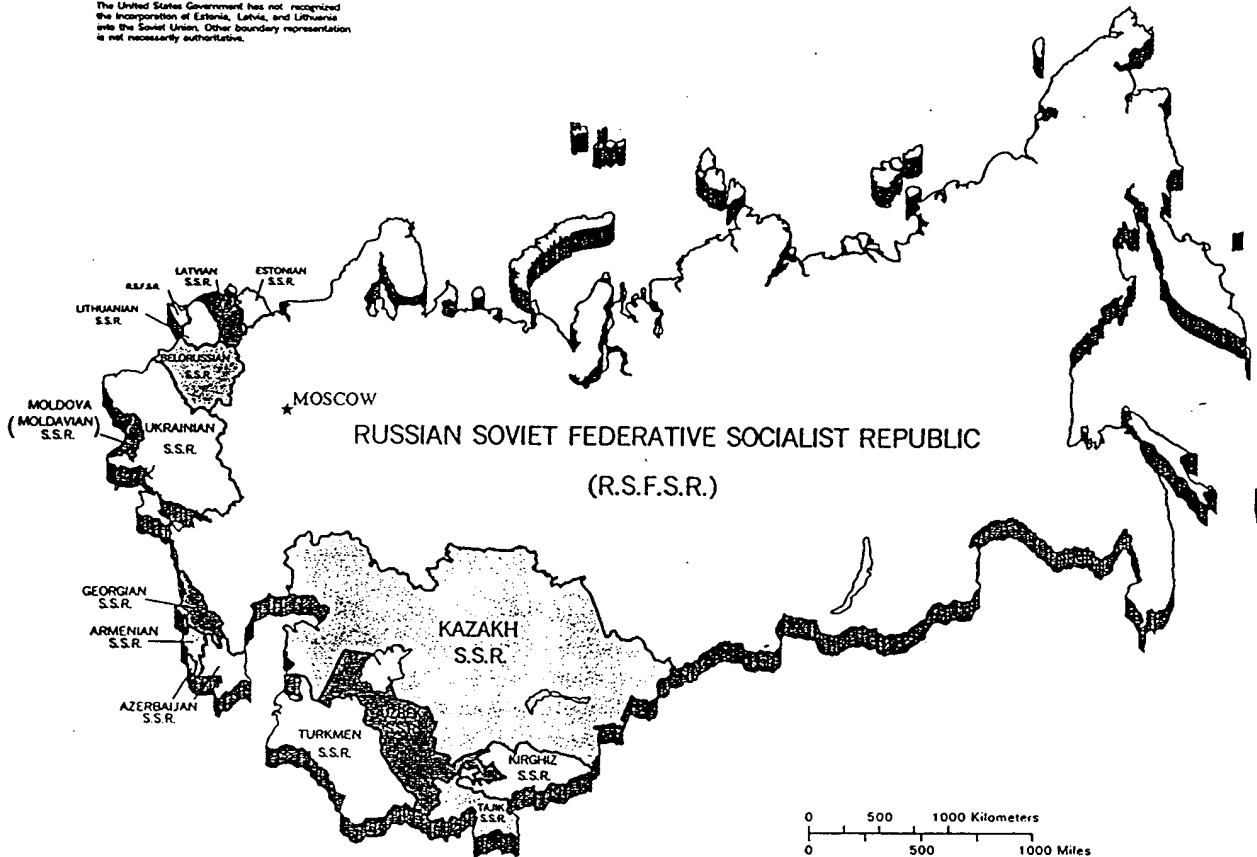 The United States Government has not recognized
the incorporation of Estonia, Latvia, and Lithuania
into the Soviet Union. Other boundary representation
is not necessarily authoritative.
LATVIAN
S.S.R.
ESTONIAN
S.S.R.
R.S.F.S.R.
LITHUANIAN
S.S.R.
BELORUSSIAN
S.S.R.
MOLDOVA
(MOLDAVIAN)
S.S.R.
UKRAINIAN
S.S.R.
MOSCOW
RUSSIAN SOVIET FEDERATIVE SOCIALIST REPUBLIC
(R.S.F.S.R.)
GEORGIAN
S.S.R.
ARMENIAN
S.S.R.
AZERBAIJAN
S.S.R.
KAZAKH
S.S.R.
TURKMEN
S.S.R.
KIRGHIZ
S.S.R.
TAJIK
S.S.R.
0 500 1000 Kilometers
0 500 1000 Miles